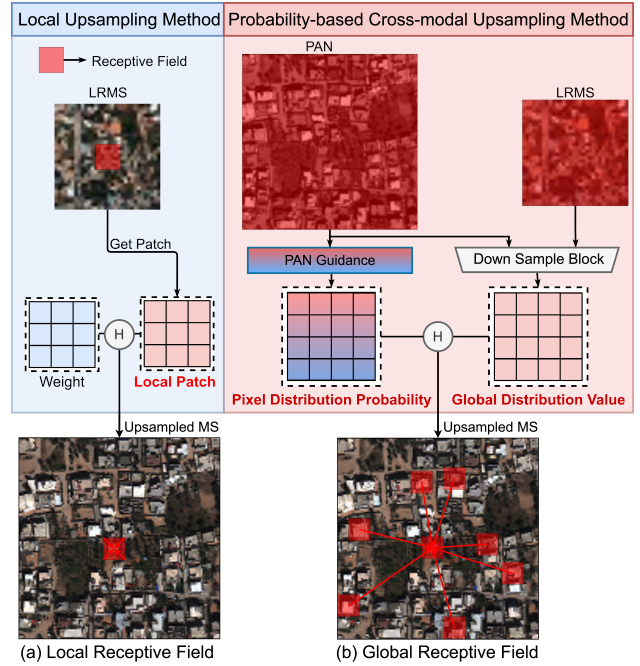 Local Upsampling Method
Probability-based Cross-modal Upsampling Method
Receptive Field
LRMS
Get Patch
H
Weight
Local Patch
Upsampled MS
(a) Local Receptive Field
PAN
LRMS
PAN Guidance
Down Sample Block
H
Pixel Distribution Probability
Global Distribution Value
Upsampled MS
(b) Global Receptive Field